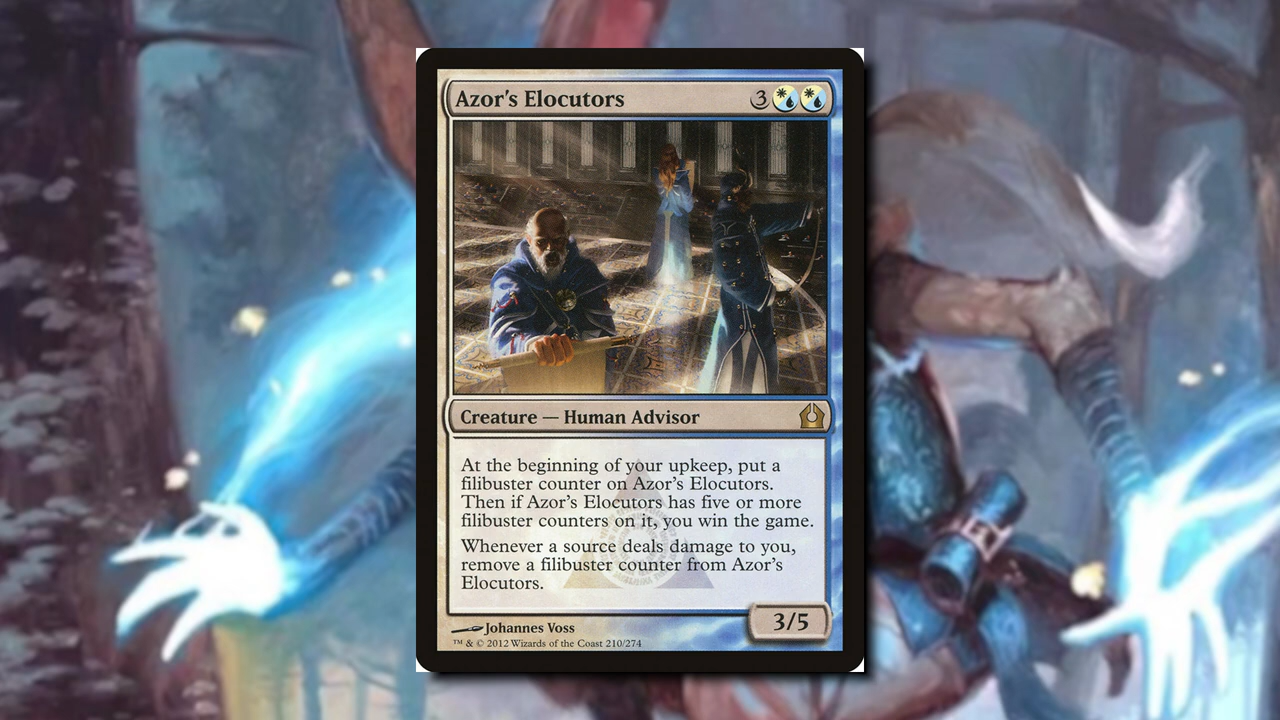 Azor's Elocutors 3
Creature — Human Advisor
At the beginning of your upkeep, put a
filibuster counter on Azor's Elocutors.
Then if Azor's Elocutors has five or more
filibuster counters on it, you win the game.
Whenever a source deals damage to you,
remove a filibuster counter from Azor's
Elocutors.
3/5
Johannes Voss
™ & © 2012 Wizards of the Coast 210/274